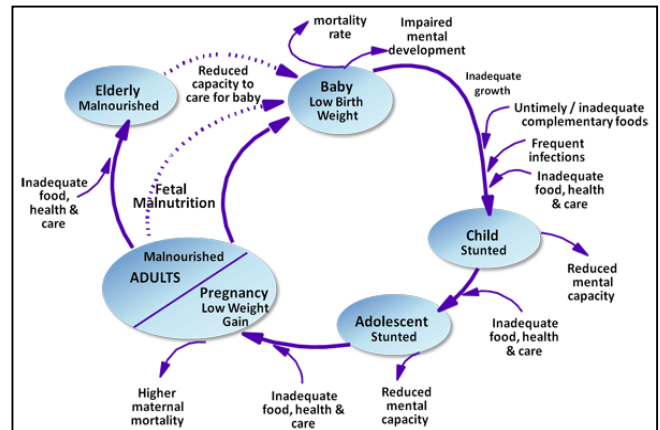 mortality
rate
Impaired
mental
development
Elderly
Malnourished
Reduced
capacity to
care for baby
Baby
Low Birth
Weight
Inadequate
growth
Untimely / inadequate
complementary foods
Frequent
infections
Inadequate
food, health
& care
Inadequate
food,
health &
care
Fetal
Malnutrition
Child
Stunted
Reduced
mental
capacity
Malnourished
ADULTS
Pregnancy
Low Weight
Gain
Adolescent
Stunted
Inadequate
food, health
& care
Higher
maternal
mortality
Inadequate
food, health &
care
Reduced
mental
capacity